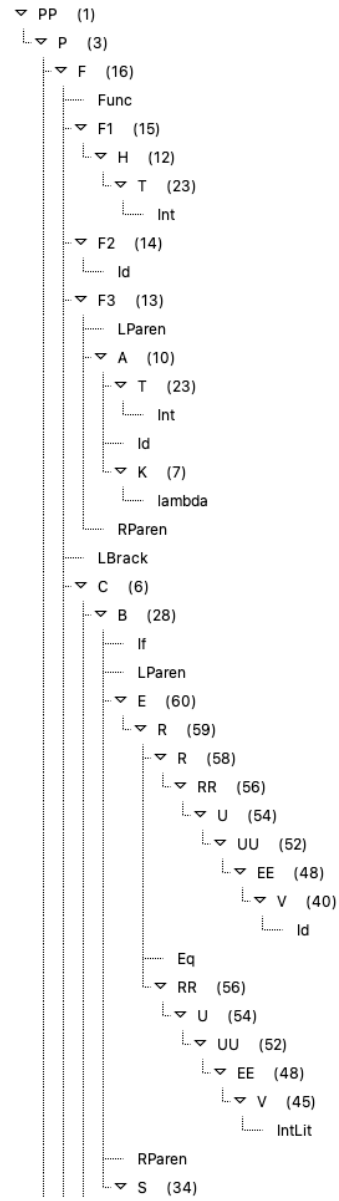 PP (1)
P (3)
F (16)
Func
F1 (15)
H (12)
T (23)
Int
F2 (14)
Id
F3 (13)
LParen
A (10)
T (23)
Int
Id
K (7)
lambda
RParen
LBrack
C (6)
B (28)
If
LParen
E (60)
R (59)
R (58)
RR (56)
U (54)
UU (52)
EE (48)
V (40)
Id
Eq
RR (56)
U (54)
UU (52)
EE (48)
V (45)
IntLit
RParen
S (34)